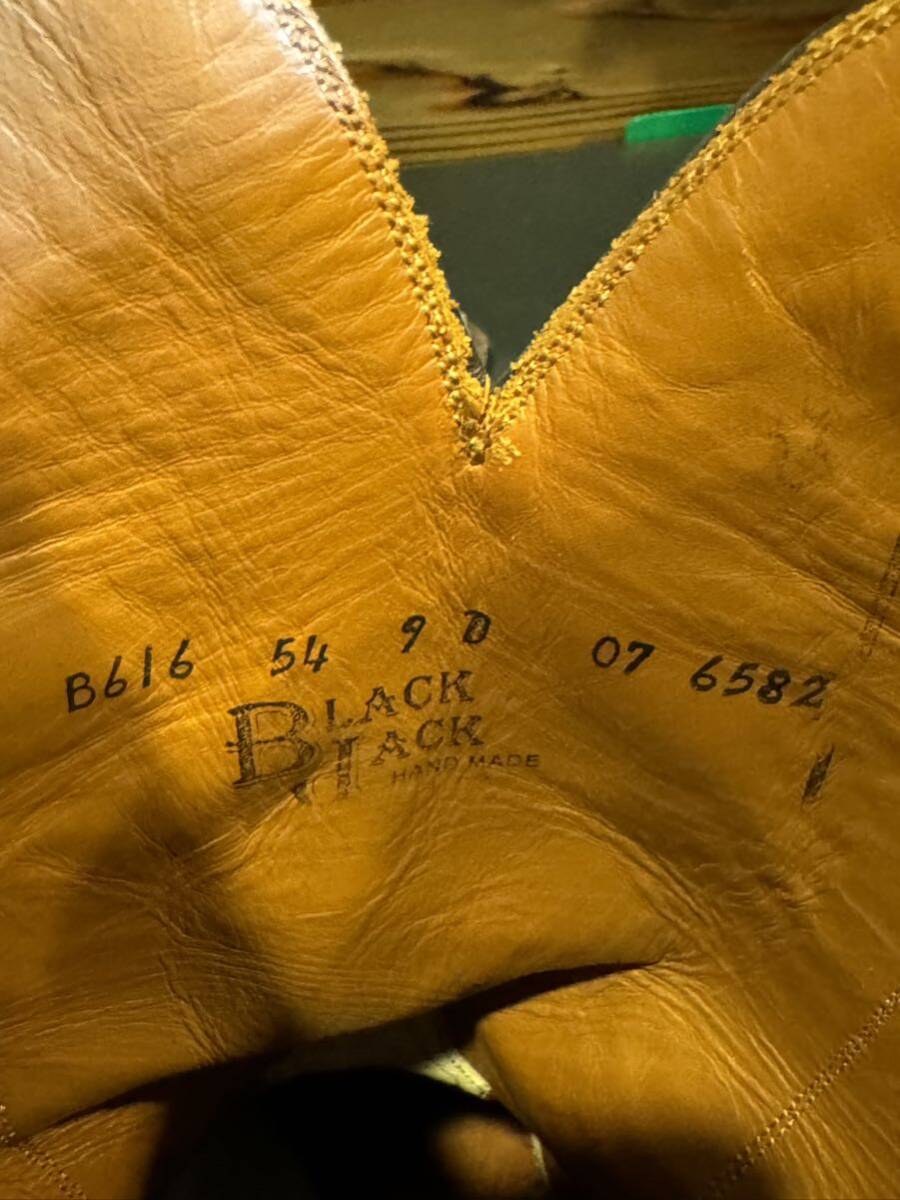 B616 54 9 D 07 6582
BLACK
JACK
HAND MADE